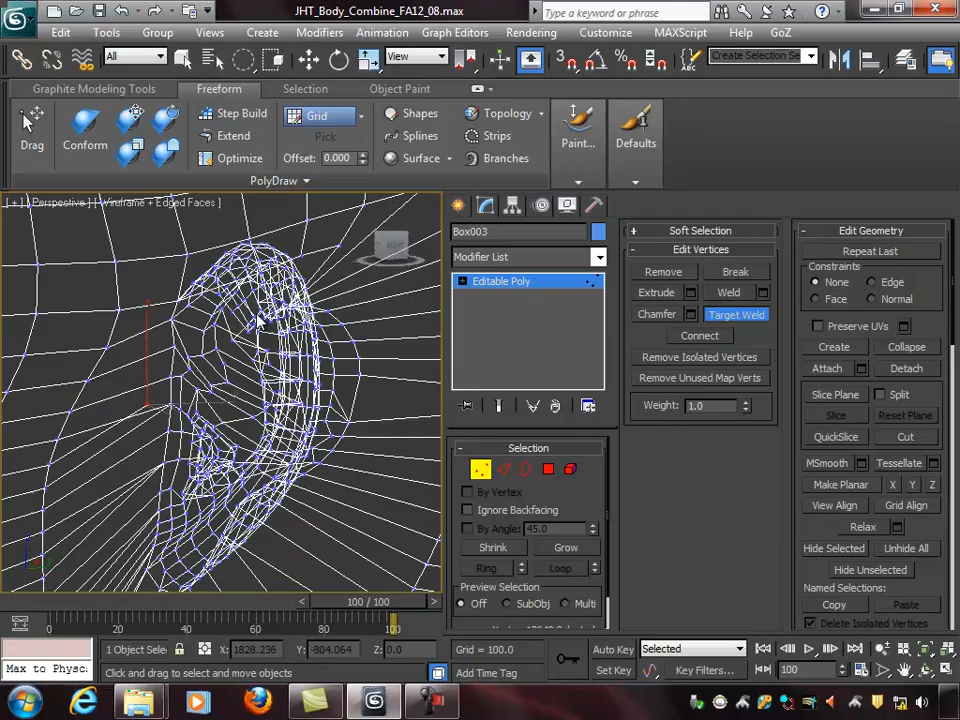 JHT_Body_Combine_FA12_08.max
Type a keyword or phrase
Edit Tools Group Views Create Modifiers Animation Graph Editors Rendering Customize MAXScript Help GoZ
All View Create Selection Se
Graphite Modeling Tools Freeform Selection Object Paint
Drag Conform Step Build Extend Optimize
Grid Pick Offset: 0.000
Shapes Splines Surface
Topology Strips Branches
Paint... Defaults
PolyDraw
[ + ] [ Perspective ] [ Wireframe + Edged Faces ]
RIGHT
Box003
Modifier List
Editable Poly
Selection
By Vertex
Ignore Backfacing
By Angle: 45.0
Shrink Grow
Ring Loop
Preview Selection
Off SubObj Multi
Soft Selection
Edit Vertices
Remove Break
Extrude Weld
Chamfer Target Weld
Connect
Remove Isolated Vertices
Remove Unused Map Verts
Weight: 1.0
Edit Geometry
Repeat Last
Constraints
None Edge
Face Normal
Preserve UVs
Create Collapse
Attach Detach
Slice Plane Split
Slice Reset Plane
QuickSlice Cut
MSmooth Tessellate
Make Planar X Y Z
View Align Grid Align
Relax
Hide Selected Unhide All
Hide Unselected
Named Selections:
Copy Paste
Delete Isolated Vertices
100 / 100
0 20 40 60 80 100
1 Object Selec X: 1828.236 Y: -804.064 Z: 0.0 Grid = 100.0
Auto Key Selected
Max to Physc Click and drag to select and move objects Add Time Tag
Set Key Key Filters... 100